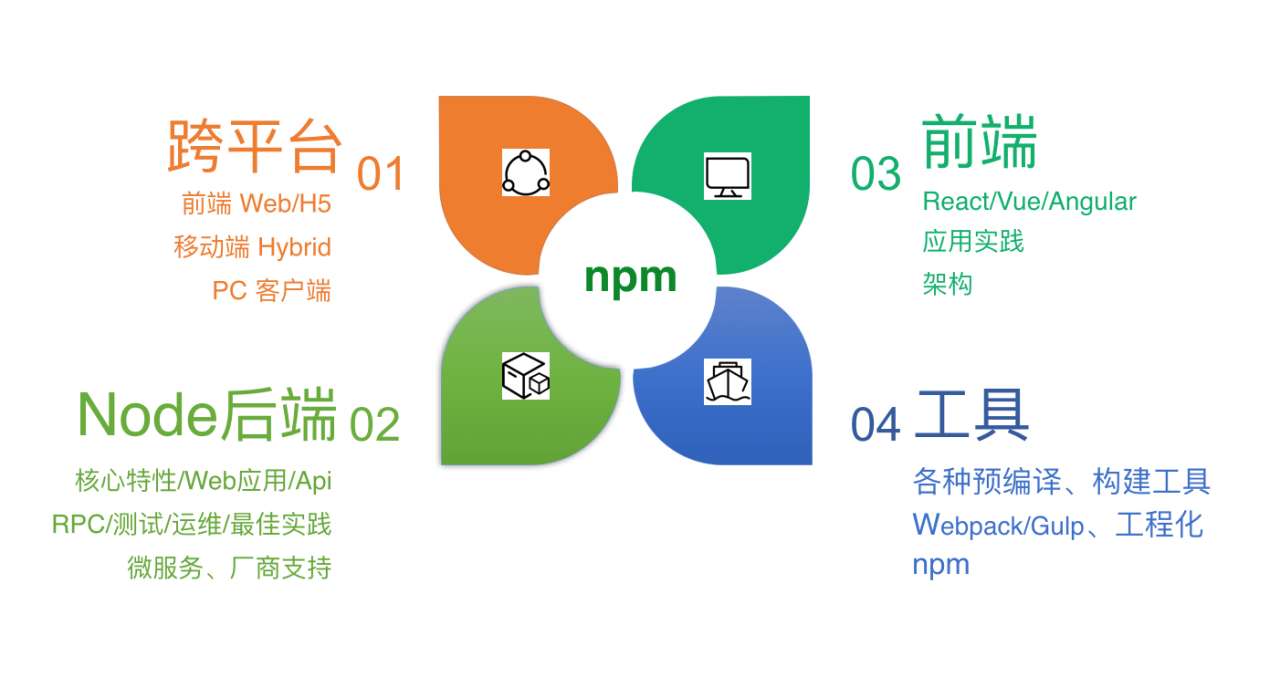 跨平台 01
前端 Web/H5
移动端 Hybrid
PC 客户端
Node后端 02
核心特性/Web应用/Api
RPC/测试/运维/最佳实践
微服务、厂商支持
npm
03 前端
React/Vue/Angular
应用实践
架构
04 工具
各种预编译、构建工具
Webpack/Gulp、工程化
npm